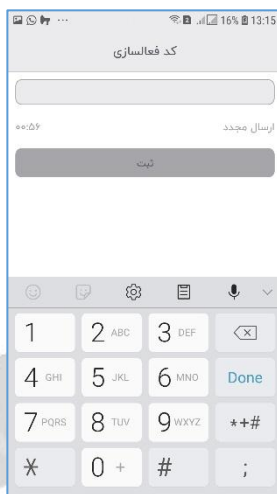 16% 13:15
کد فعالسازی
ارسال مجدد ۰۰:۵۶
ثبت
1 2 ABC 3 DEF
4 GHI 5 JKL 6 MNO Done
7 PQRS 8 TUV 9 WXYZ *+#
* 0 + # ;